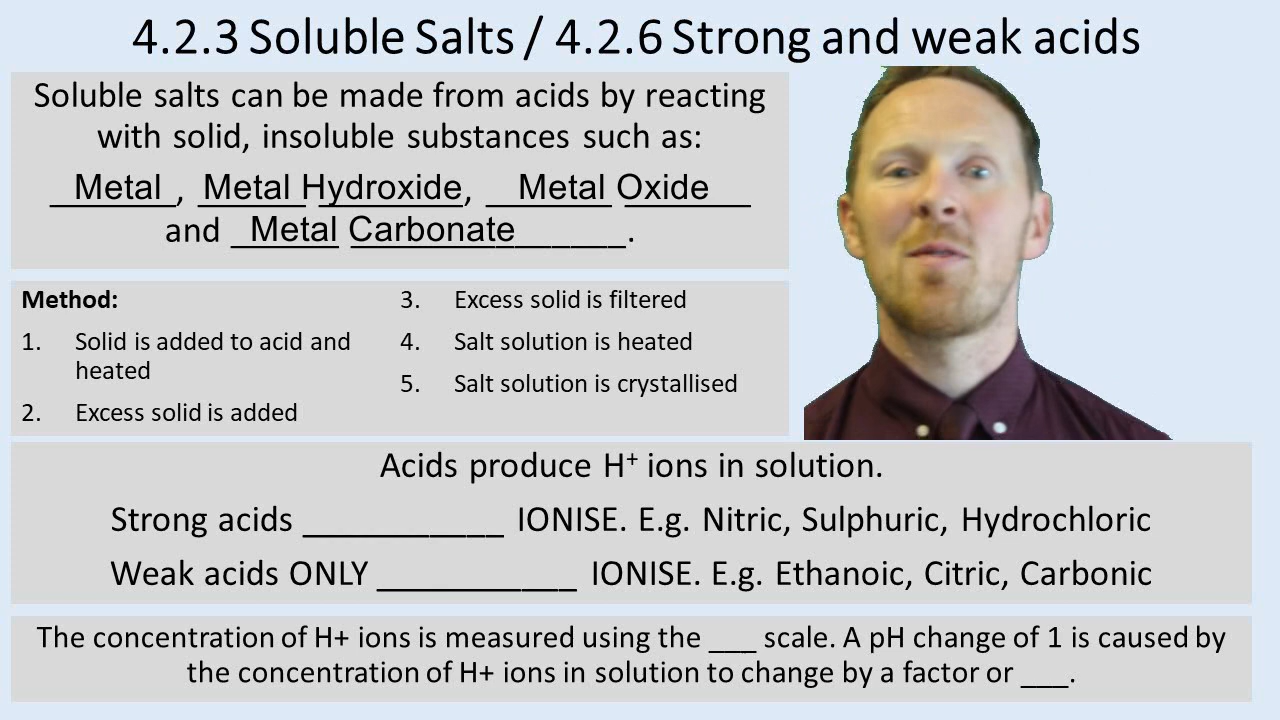 4.2.3 Soluble Salts / 4.2.6 Strong and weak acids
Soluble salts can be made from acids by reacting
with solid, insoluble substances such as:
Metal, Metal Hydroxide, Metal Oxide
and Metal Carbonate______.
Method:
1. Solid is added to acid and
heated
2. Excess solid is added
3. Excess solid is filtered
4. Salt solution is heated
5. Salt solution is crystallised
Acids produce H⁺ ions in solution.
Strong acids ___________ IONISE. E.g. Nitric, Sulphuric, Hydrochloric
Weak acids ONLY ___________ IONISE. E.g. Ethanoic, Citric, Carbonic
The concentration of H+ ions is measured using the ___ scale. A pH change of 1 is caused by
the concentration of H+ ions in solution to change by a factor or ___.